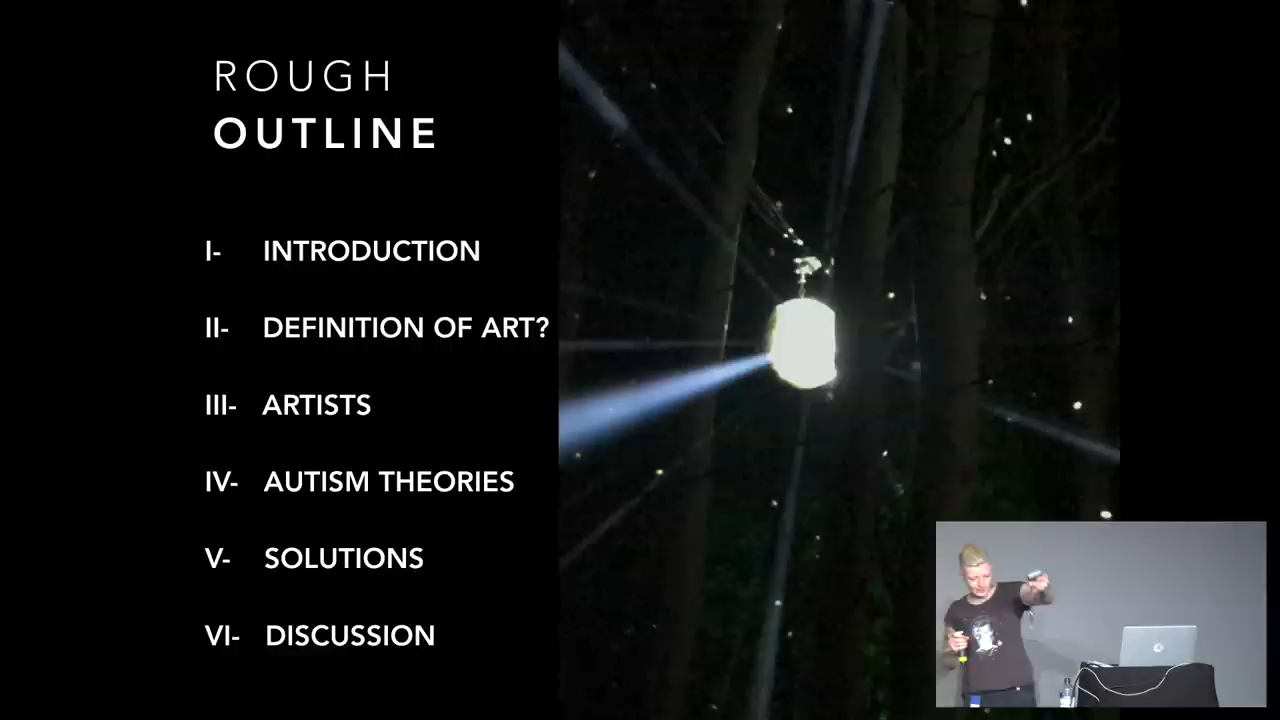 ROUGH
OUTLINE
I- INTRODUCTION
II- DEFINITION OF ART?
III- ARTISTS
IV- AUTISM THEORIES
V- SOLUTIONS
VI- DISCUSSION